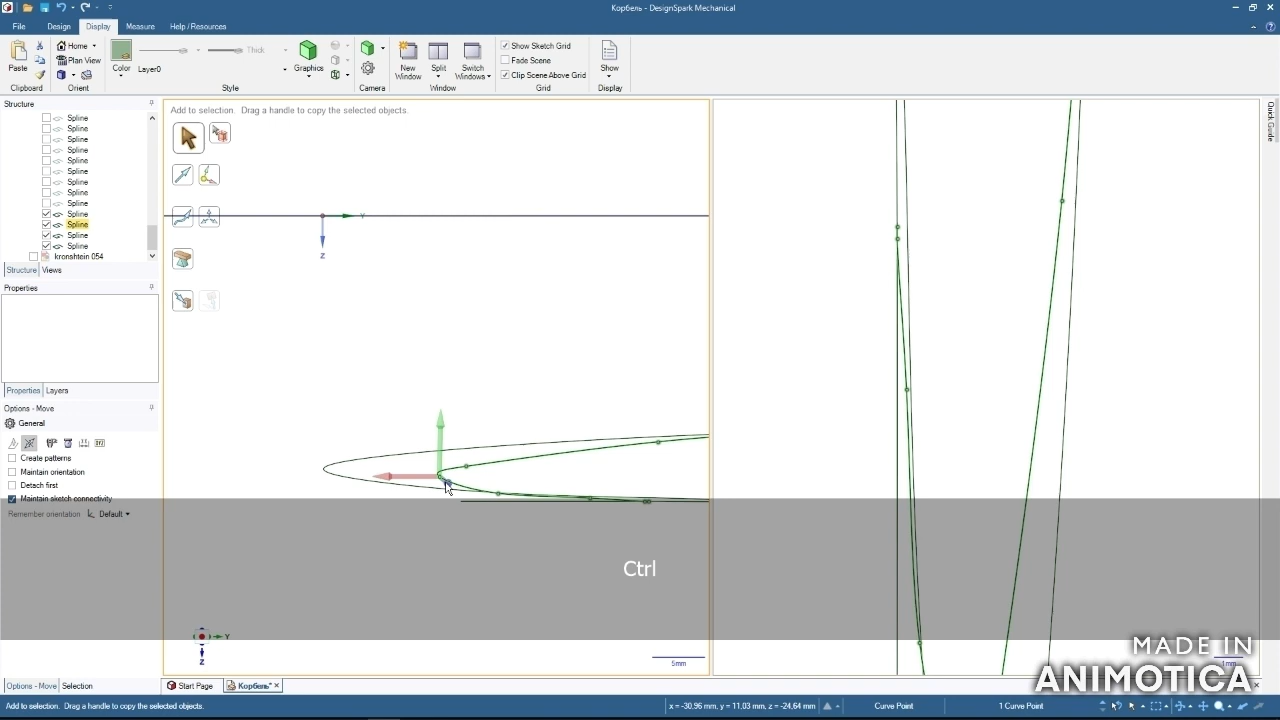 Корбель - DesignSpark Mechanical
File Design Display Measure Help / Resources
Paste
Clipboard
Home
Plan View
Orient
Color
Layer0
Thick
Style
Graphics
Camera
New Window
Split
Switch Windows
Window
Show Sketch Grid
Fade Scene
Clip Scene Above Grid
Grid
Show
Display
Structure
Spline
Spline
Spline
Spline
Spline
Spline
Spline
Spline
Spline
Spline
Spline
Spline
Spline
kronshtein 054
Structure Views
Properties
Properties Layers
Options - Move
General
Create patterns
Maintain orientation
Detach first
Maintain sketch connectivity
Remember orientation Default
Options - Move Selection
Add to selection. Drag a handle to copy the selected objects.
Y
Z
Ctrl
Y
Z
5mm
1mm
Quick Guide
MADE IN
ANIMOTICA
Start Page Корбель*
Add to selection. Drag a handle to copy the selected objects.
x = -30,96 mm, y = 11,03 mm, z = -24,64 mm Curve Point 1 Curve Point